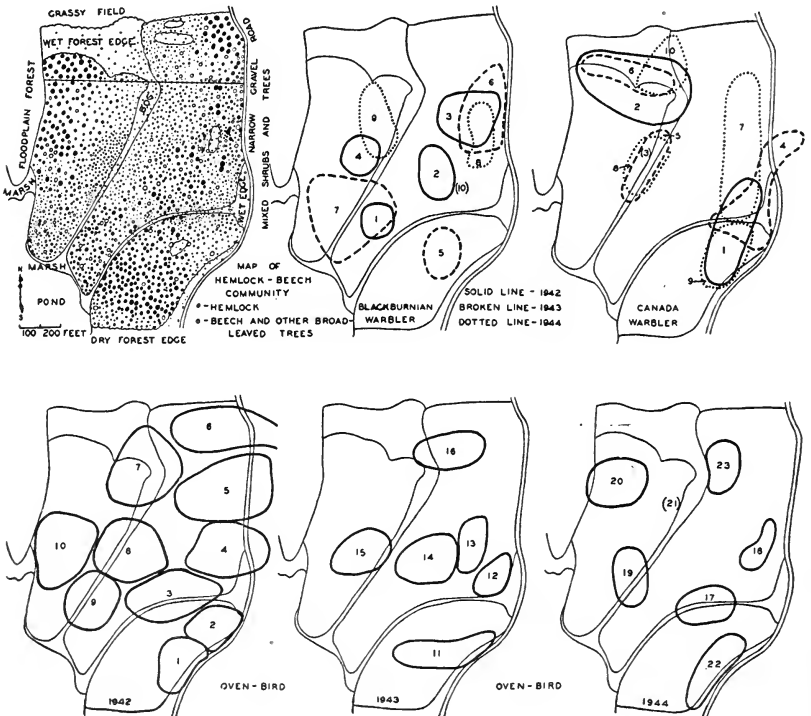 GRASSY FIELD
WET FOREST EDGE
FLOODPLAIN FOREST
ROAD
NARROW GRAVEL ROAD
MIXED SHRUBS AND TREES
WET EDGE
MARSH
MARSH
POND
N
S
100 200 FEET
DRY FOREST EDGE
MAP OF
HEMLOCK-BEECH
COMMUNITY
-HEMLOCK
-BEECH AND OTHER BROAD-
LEAVED TREES
9
6
3
4
8
2
(10)
7
1
5
BLACKBURNIAN
WARBLER
SOLID LINE-1942
BROKEN LINE-1943
DOTTED LINE-1944
6
2
7
4
5
(3)
8
1
9
CANADA
WARBLER
6
7
5
10
8
4
9
3
2
1
1942
OVEN-BIRD
16
15
14
13
12
11
1943
OVEN-BIRD
20
23
(21)
18
19
17
22
1944